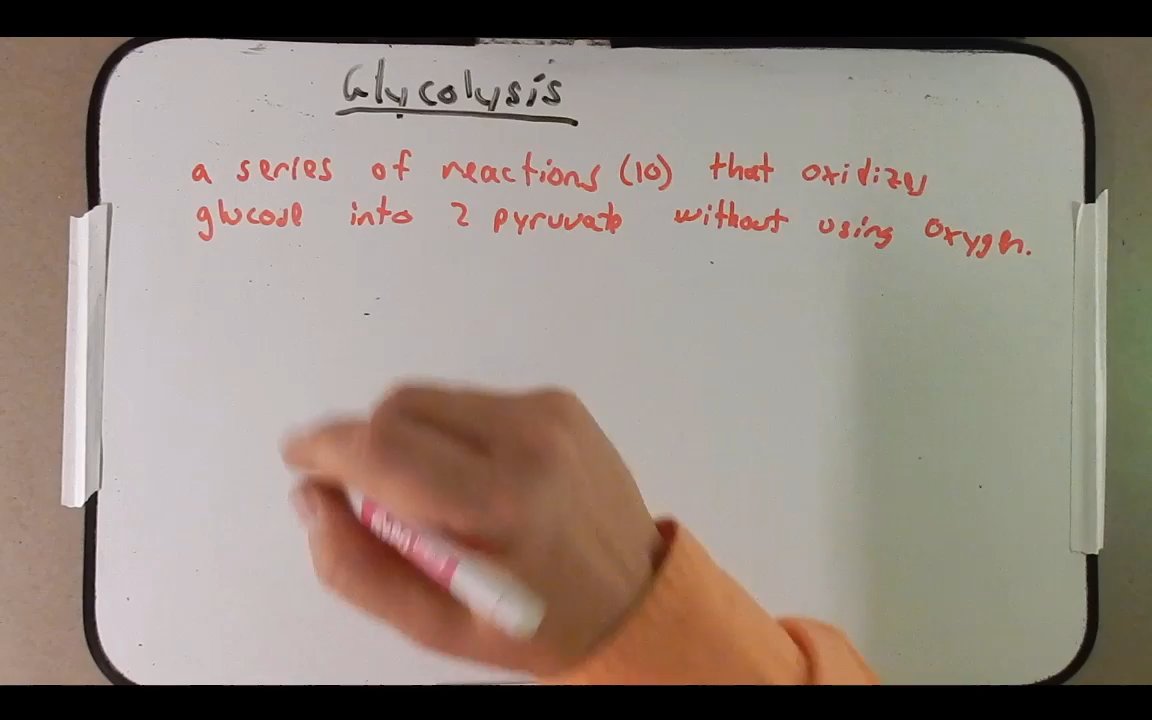 Glycolysis
a series of reactions (10) that oxidizes
glucose into 2 pyruvate without using oxygen.